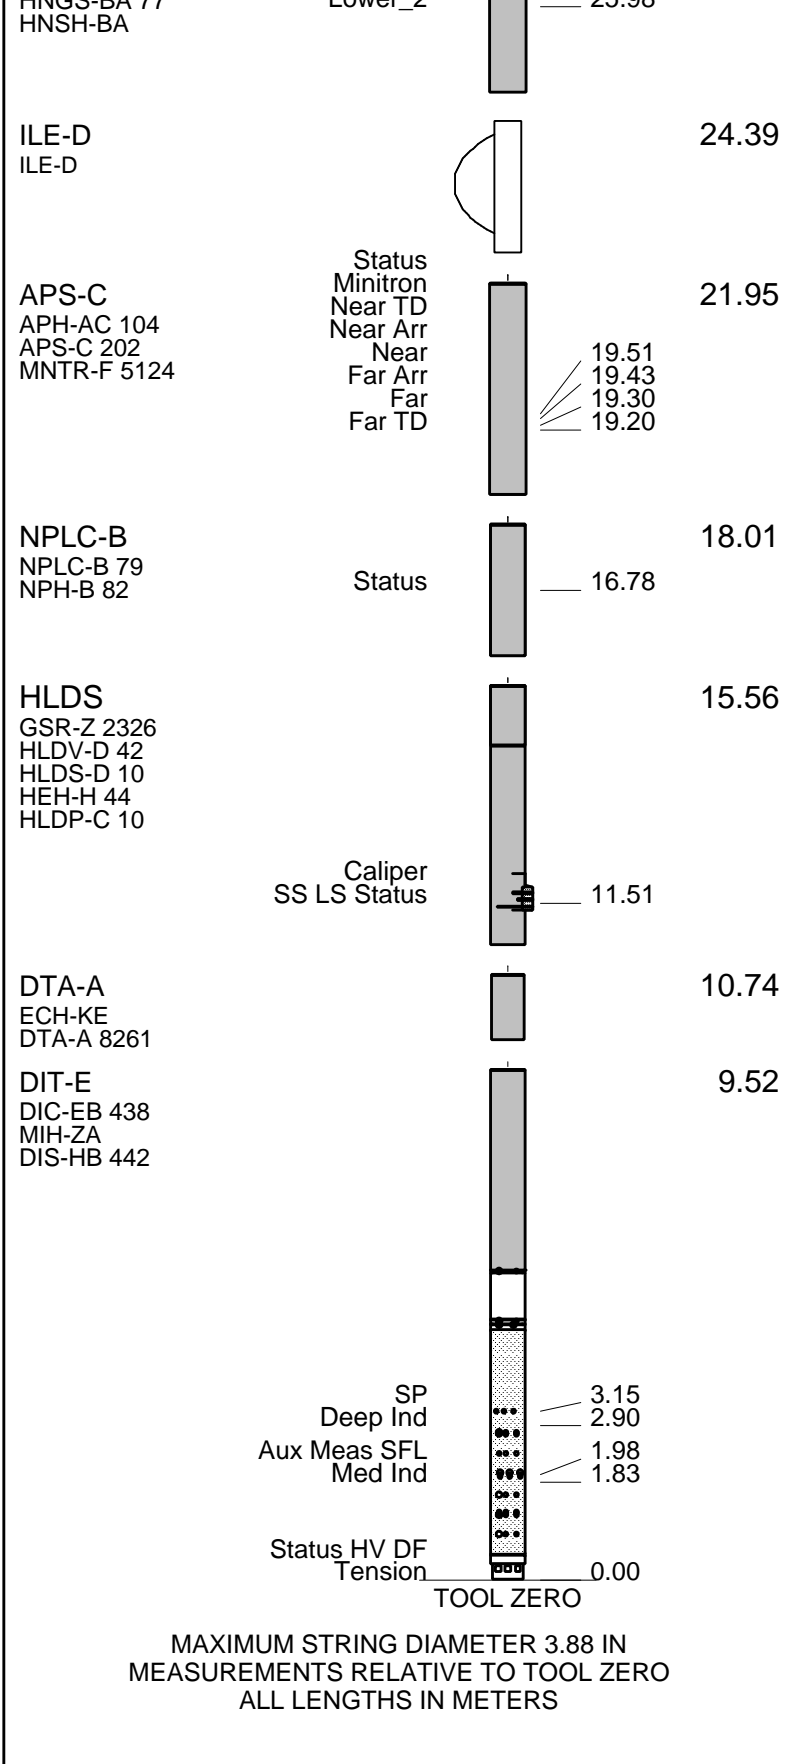 HNGS-BA 77
Lower_2 25.98
HNSH-BA
ILE-D 24.39
ILE-D
Status
Minitron
APS-C Near TD 21.95
APH-AC 104 Near Arr
APS-C 202 Near 19.51
MNTR-F 5124 Far Arr 19.43
Far 19.30
Far TD 19.20
NPLC-B 18.01
NPLC-B 79
NPH-B 82 Status 16.78
HLDS 15.56
GSR-Z 2326
HLDV-D 42
HLDS-D 10
HEH-H 44
HLDP-C 10
Caliper
SS LS Status 11.51
DTA-A 10.74
ECH-KE
DTA-A 8261
DIT-E 9.52
DIC-EB 438
MIH-ZA
DIS-HB 442
SP 3.15
Deep Ind 2.90
Aux Meas SFL 1.98
Med Ind 1.83
Status HV DF
Tension 0.00
TOOL ZERO
MAXIMUM STRING DIAMETER 3.88 IN
MEASUREMENTS RELATIVE TO TOOL ZERO
ALL LENGTHS IN METERS